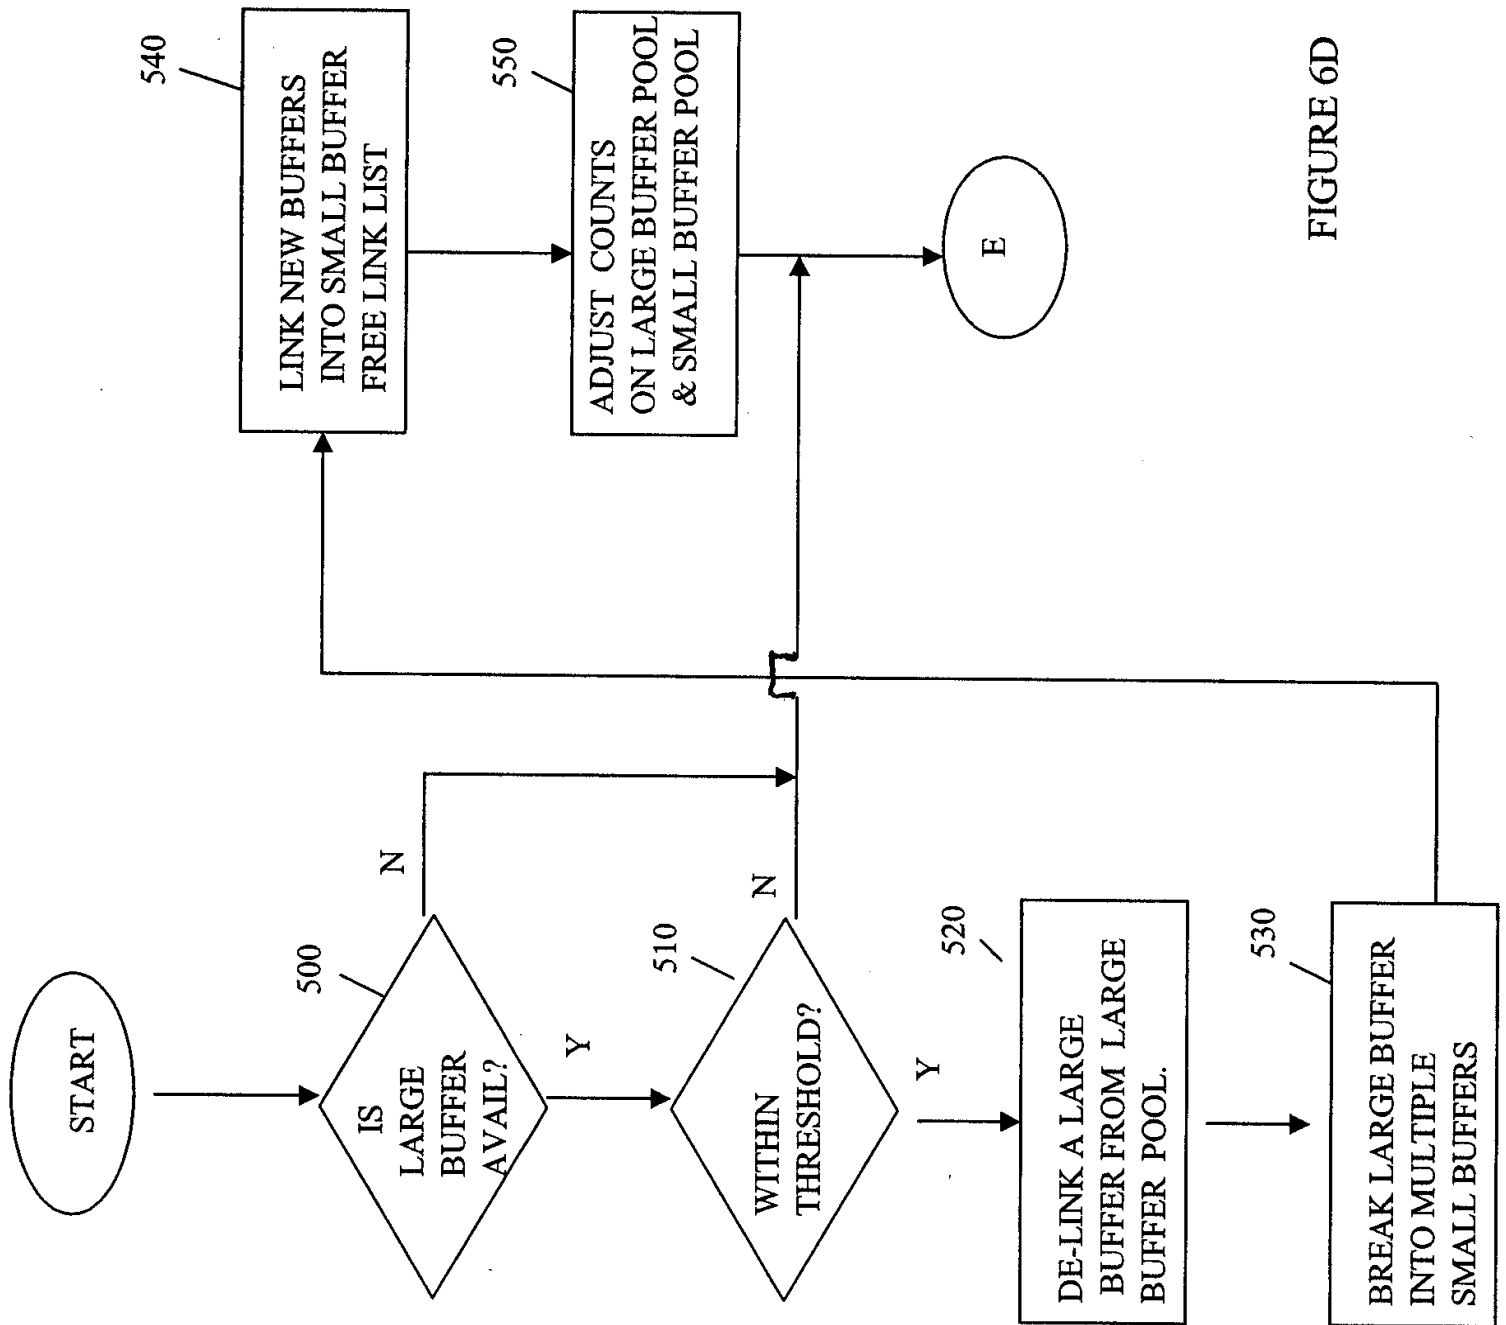 START
500
IS
LARGE
BUFFER
AVAIL?
N
Y
510
WITHIN
THRESHOLD?
N
Y
520
DE-LINK A LARGE
BUFFER FROM LARGE
BUFFER POOL.
530
BREAK LARGE BUFFER
INTO MULTIPLE
SMALL BUFFERS
540
LINK NEW BUFFERS
INTO SMALL BUFFER
FREE LINK LIST
550
ADJUST COUNTS
ON LARGE BUFFER POOL
& SMALL BUFFER POOL
E
FIGURE 6D